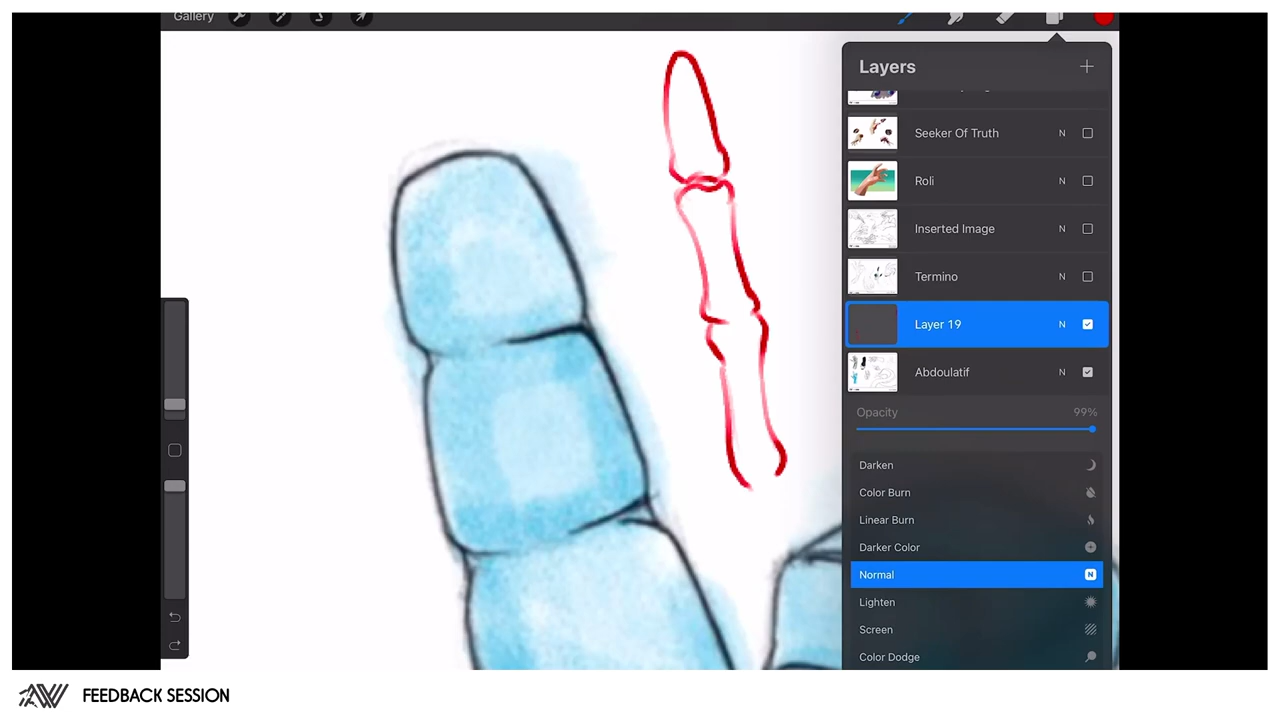 Gallery
Layers
Seeker Of Truth N
Roli N
Inserted Image N
Termino N
Layer 19 N
Abdoulatif N
Opacity 99%
Darken
Color Burn
Linear Burn
Darker Color
Normal N
Lighten
Screen
Color Dodge
AW FEEDBACK SESSION